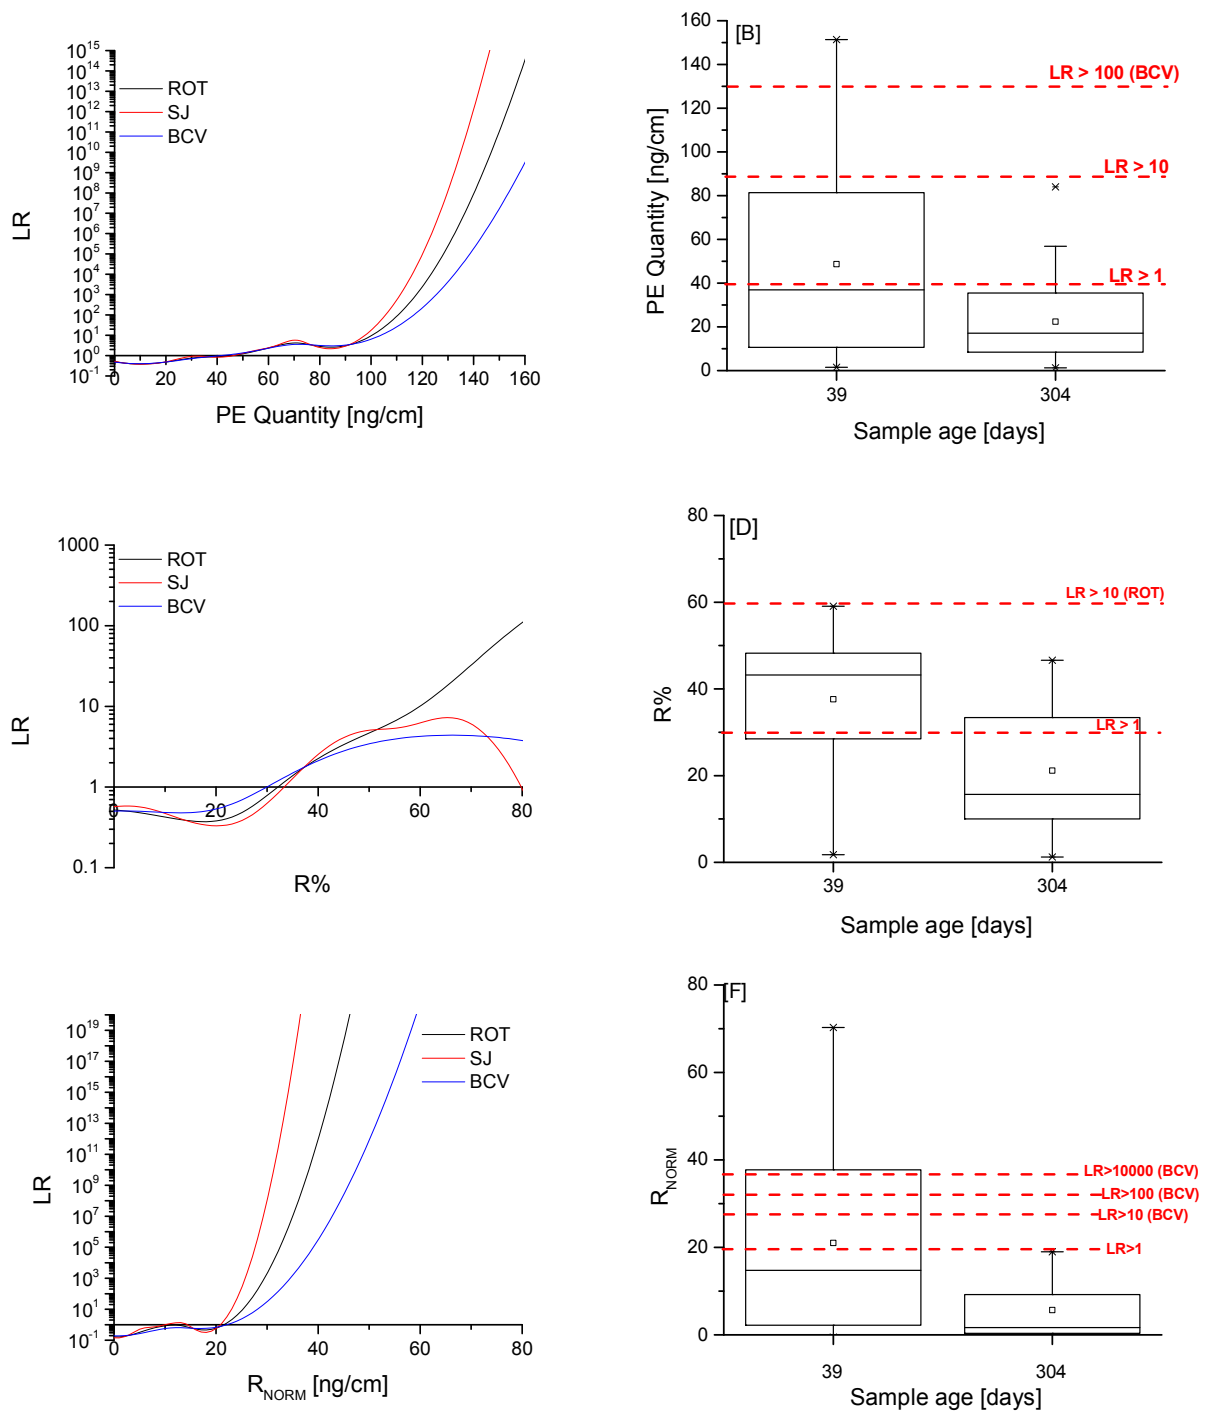 10^15
10^14
10^13
10^12
10^11
10^10
10^9
10^8
10^7
10^6
10^5
10^4
10^3
10^2
10^1
10^0
10^-1
LR
ROT
SJ
BCV
0 20 40 60 80 100 120 140 160
PE Quantity [ng/cm]
[B]
160
150
140
130
120
100
80
60
40
20
0
PE Quantity [ng/cm]
LR > 100 (BCV)
LR > 10
LR > 1
39 304
Sample age [days]
1000
100
10
1
0.1
LR
ROT
SJ
BCV
0 20 40 60 80
R%
[D]
80
60
40
20
0
R%
LR > 10 (ROT)
LR > 1
39 304
Sample age [days]
10^19
10^17
10^15
10^13
10^11
10^9
10^7
10^5
10^3
10^1
10^-1
LR
ROT
SJ
BCV
0 20 40 60 80
R_NORM [ng/cm]
[F]
80
60
40
20
0
R_NORM
LR>10000 (BCV)
LR>100 (BCV)
LR>10 (BCV)
LR>1
39 304
Sample age [days]